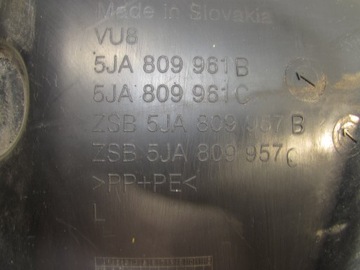 Made in Slovakia
VU8
5JA 809 961 B
5JA 809 961 C
ZSB 5JA 809 957 B
ZSB 5JA 809 957 C
>PP+PE<
L